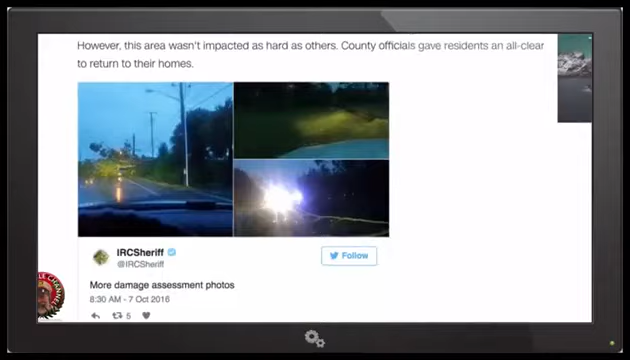 However, this area wasn't impacted as hard as others. County officials gave residents an all-clear
to return to their homes.
IRCSheriff
@IRCSheriff
Follow
More damage assessment photos
8:30 AM - 7 Oct 2016
5